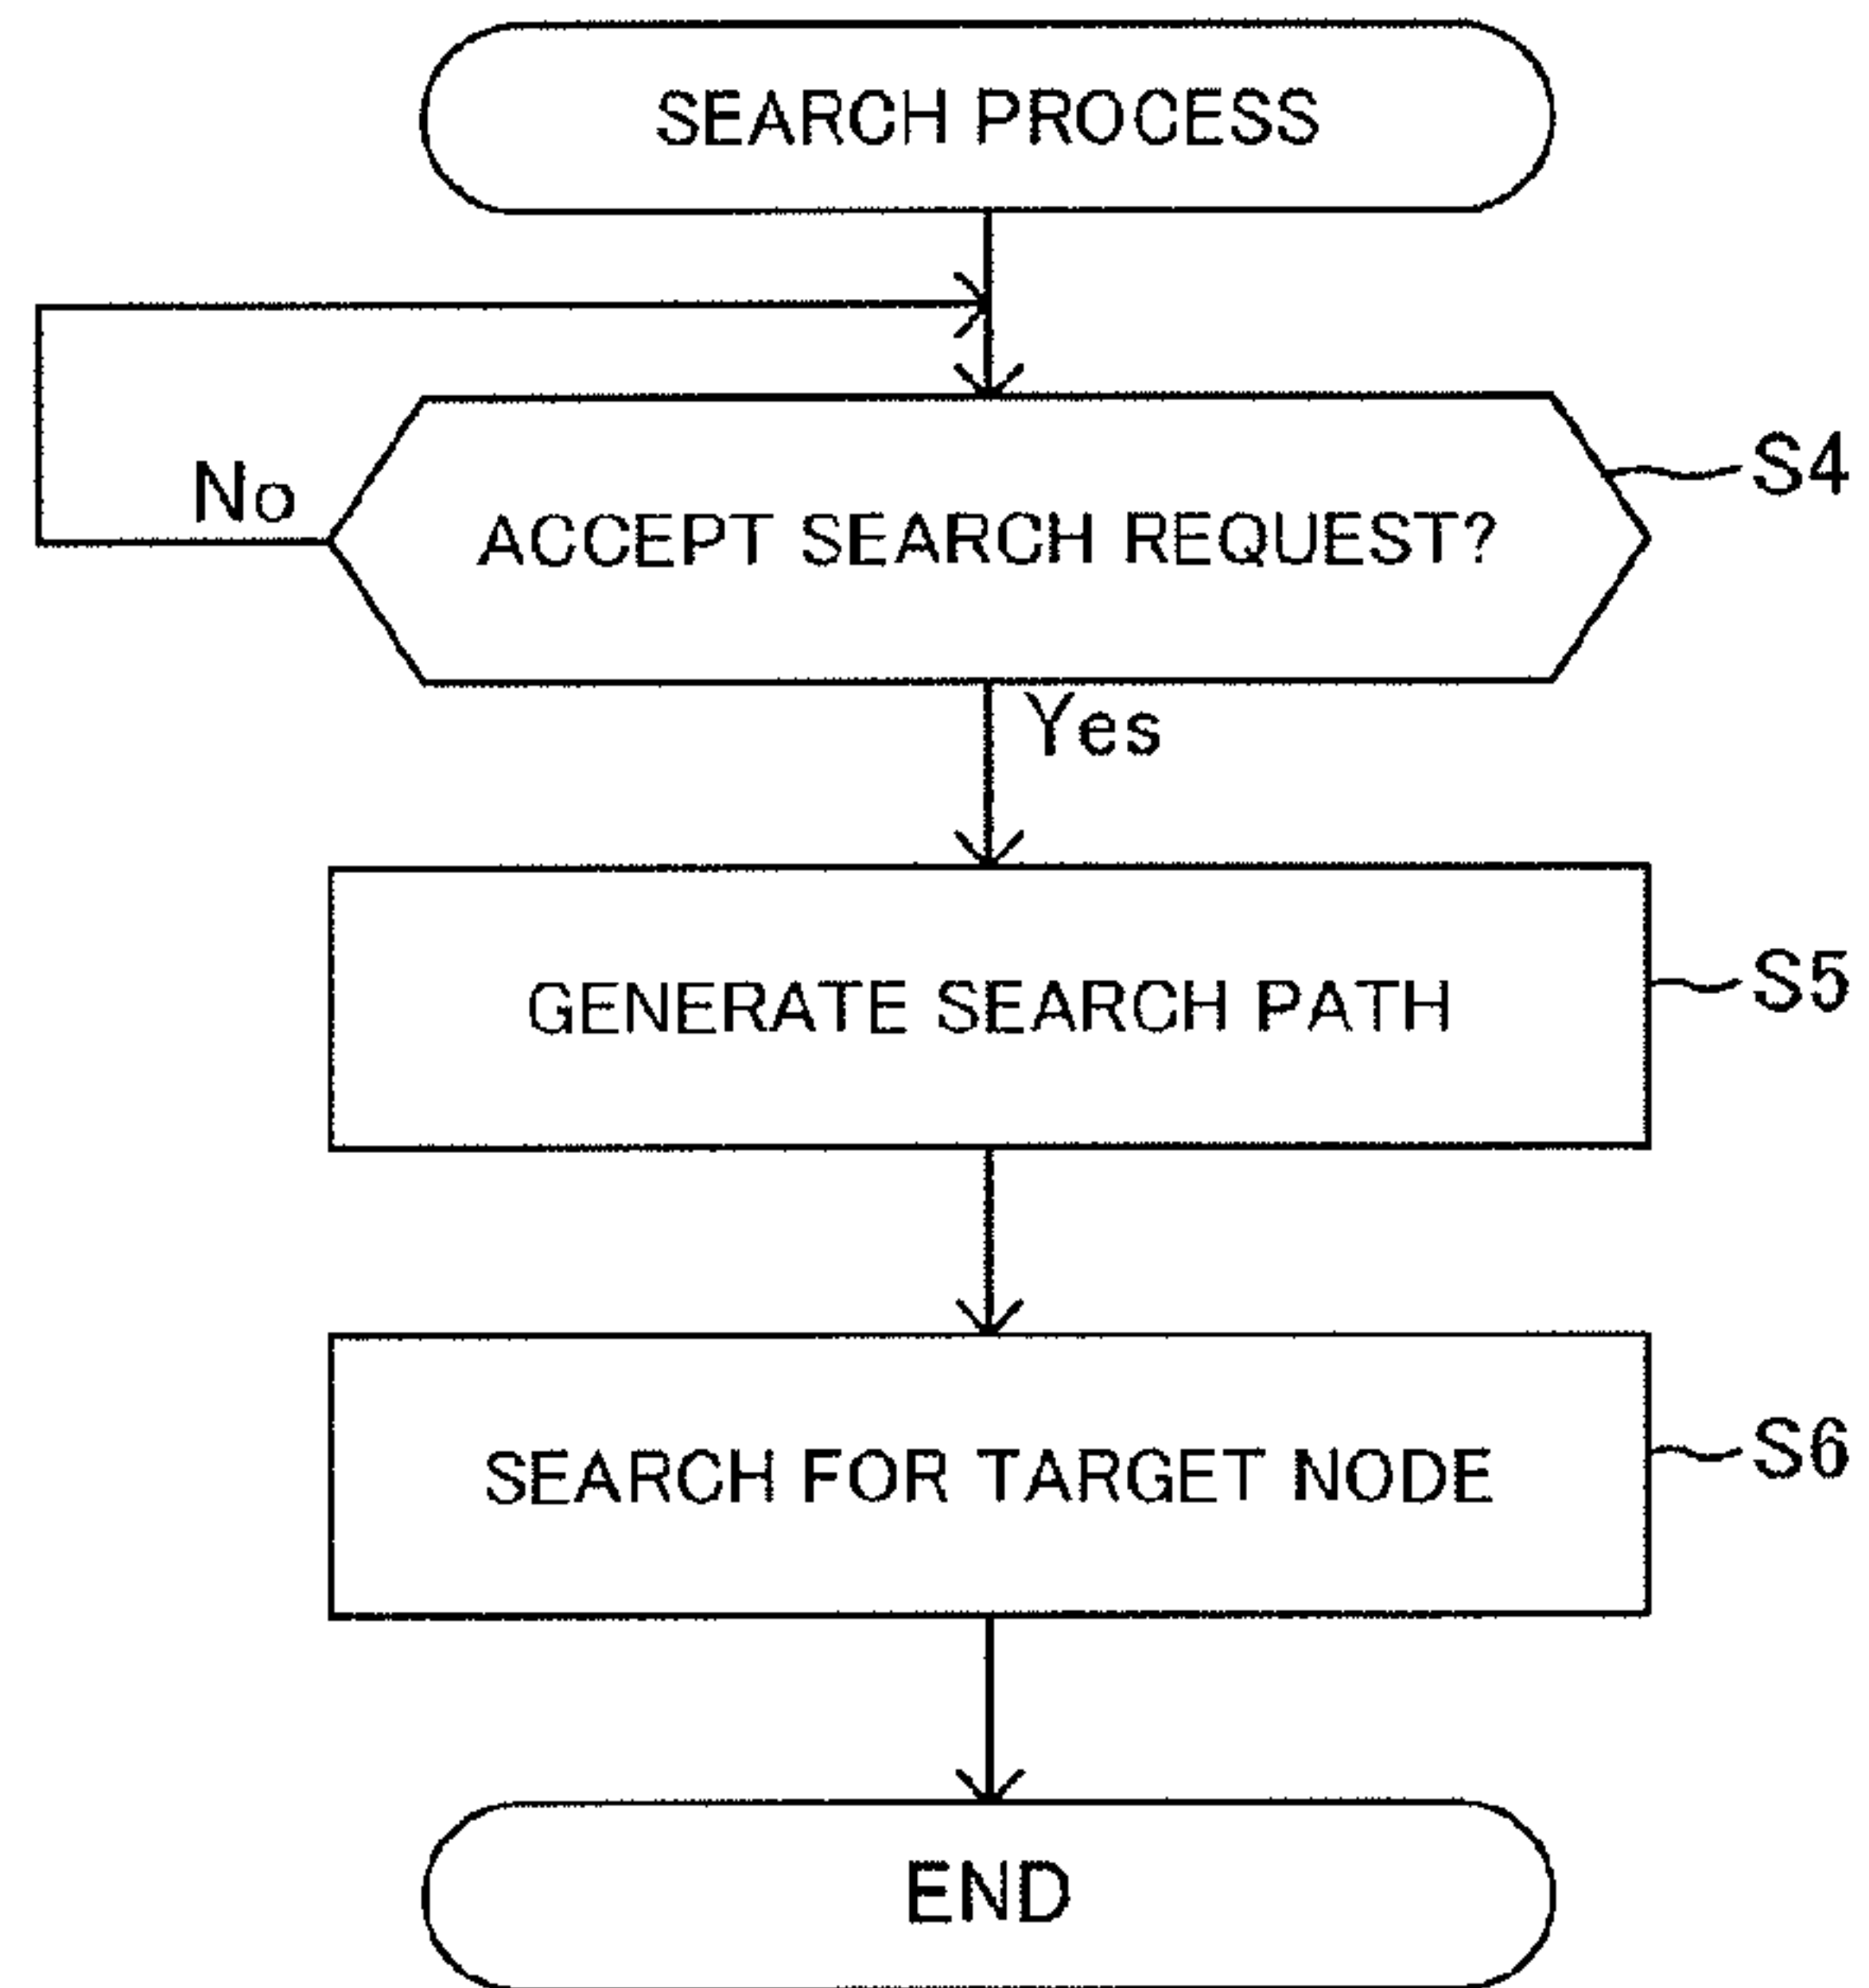 SEARCH PROCESS
No
ACCEPT SEARCH REQUEST?
S4
Yes
GENERATE SEARCH PATH
S5
SEARCH FOR TARGET NODE
S6
END